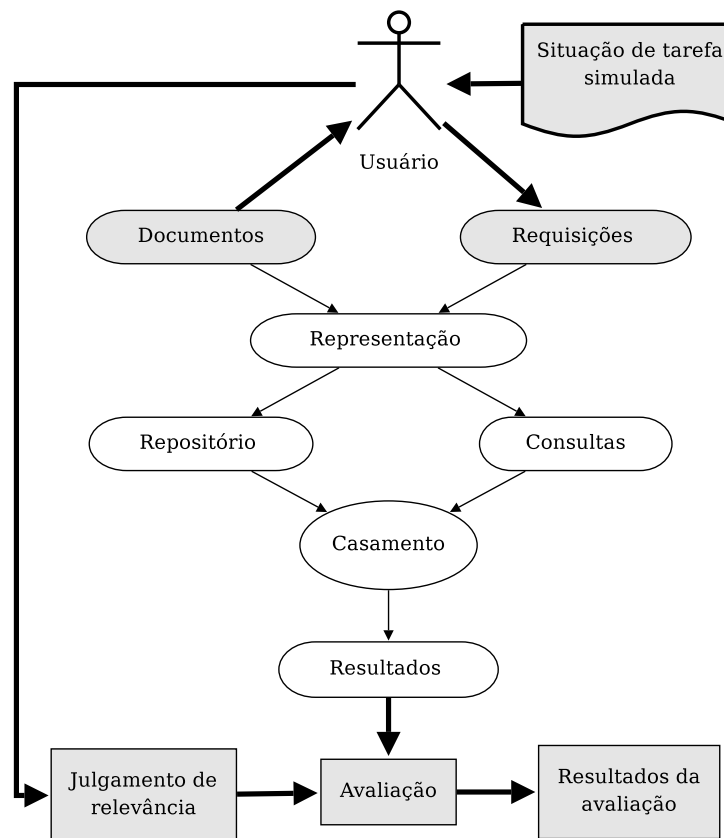 Situação de tarefa
simulada
Usuário
Documentos
Requisições
Representação
Repositório
Consultas
Casamento
Resultados
Julgamento de
relevância
Avaliação
Resultados da
avaliação